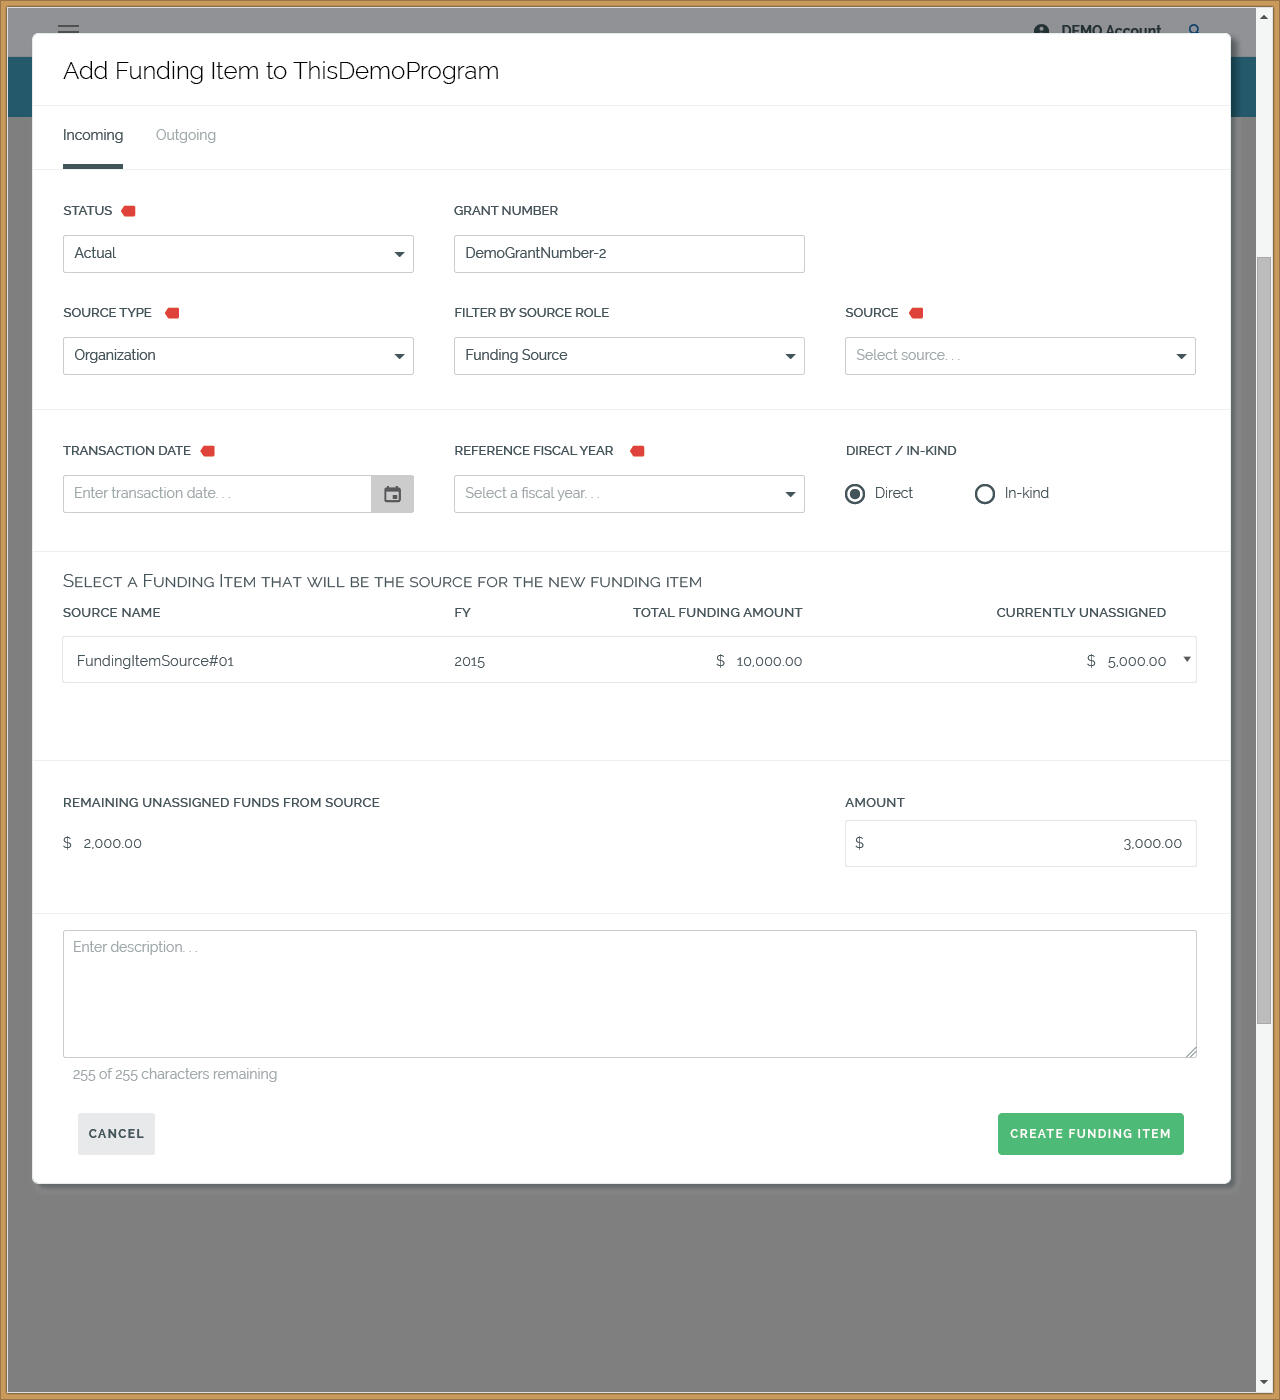 DEMO Account
Add Funding Item to ThisDemoProgram
Incoming Outgoing
STATUS GRANT NUMBER
Actual DemoGrantNumber-2
SOURCE TYPE FILTER BY SOURCE ROLE SOURCE
Organization Funding Source Select source. . .
TRANSACTION DATE REFERENCE FISCAL YEAR DIRECT / IN-KIND
Enter transaction date. . . Select a fiscal year. . . Direct In-kind
Select a Funding Item that will be the source for the new funding item
SOURCE NAME FY TOTAL FUNDING AMOUNT CURRENTLY UNASSIGNED
FundingItemSource#01 2015 $ 10,000.00 $ 5,000.00
REMAINING UNASSIGNED FUNDS FROM SOURCE AMOUNT
$ 2,000.00 $ 3,000.00
Enter description. . .
255 of 255 characters remaining
CANCEL CREATE FUNDING ITEM